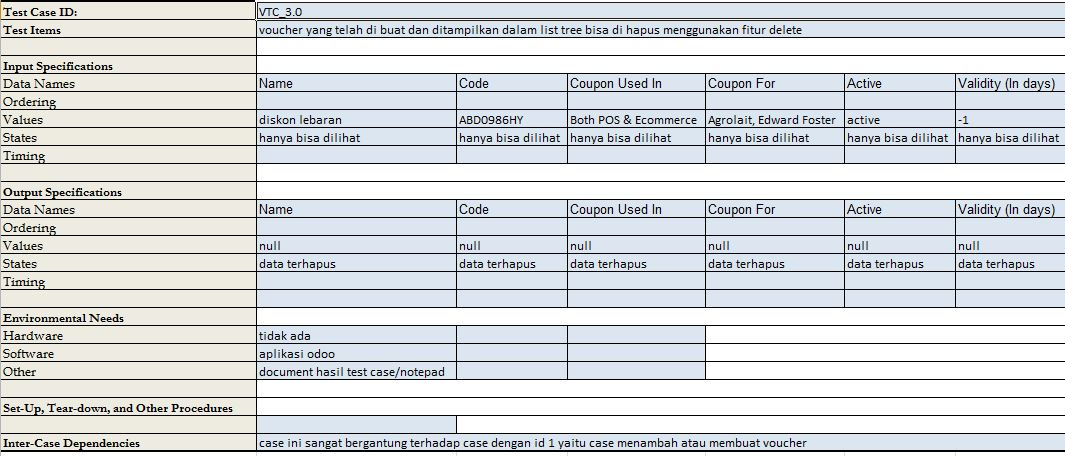 Test Case ID: VTC_3.0
Test Items voucher yang telah di buat dan ditampilkan dalam list tree bisa di hapus menggunakan fitur delete
Input Specifications
Data Names Name Code Coupon Used In Coupon For Active Validity (In days)
Ordering
Values diskon lebaran ABD0986HY Both POS & Ecommerce Agrolait, Edward Foster active -1
States hanya bisa dilihat hanya bisa dilihat hanya bisa dilihat hanya bisa dilihat hanya bisa dilihat hanya bisa dilihat
Timing
Output Specifications
Data Names Name Code Coupon Used In Coupon For Active Validity (In days)
Ordering
Values null null null null null null
States data terhapus data terhapus data terhapus data terhapus data terhapus data terhapus
Timing
Environmental Needs
Hardware tidak ada
Software aplikasi odoo
Other document hasil test case/notepad
Set-Up, Tear-down, and Other Procedures
Inter-Case Dependencies case ini sangat bergantung terhadap case dengan id 1 yaitu case menambah atau membuat voucher